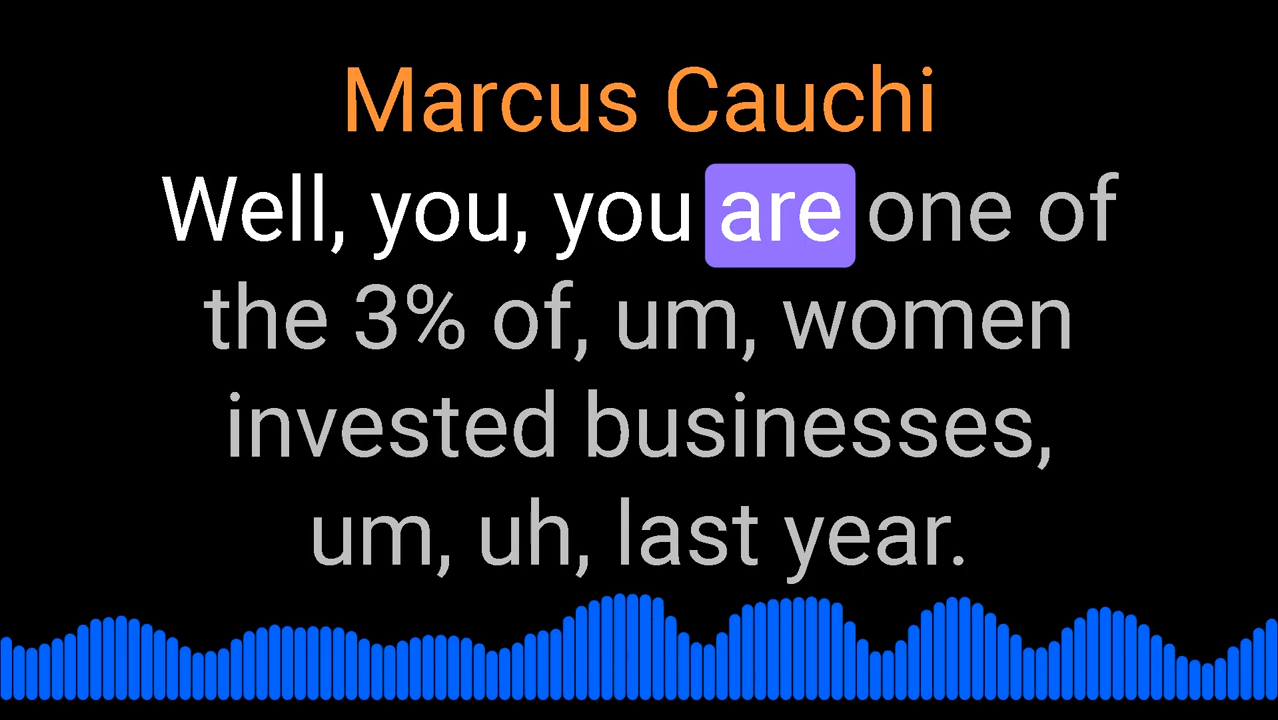 Marcus Cauchi
Well, you, you are one of
the 3% of, um, women
invested businesses,
um, uh, last year.